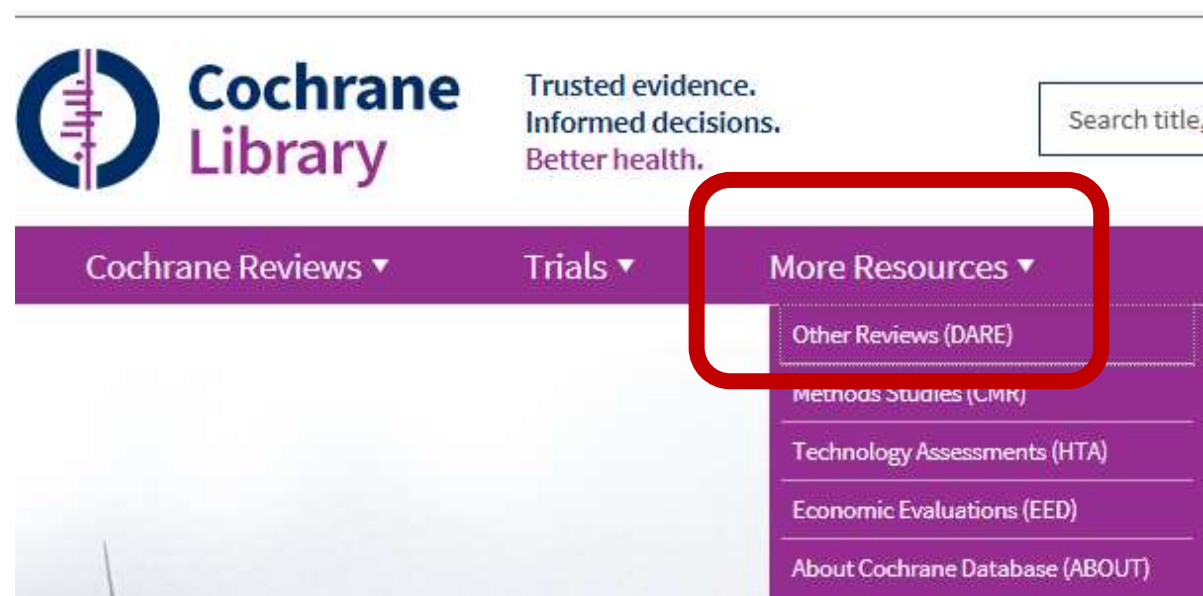 Cochrane
Library
Trusted evidence.
Informed decisions.
Better health.
Search title,
Cochrane Reviews ▼
Trials ▼
More Resources ▼
Other Reviews (DARE)
Methods Studies (CMR)
Technology Assessments (HTA)
Economic Evaluations (EED)
About Cochrane Database (ABOUT)